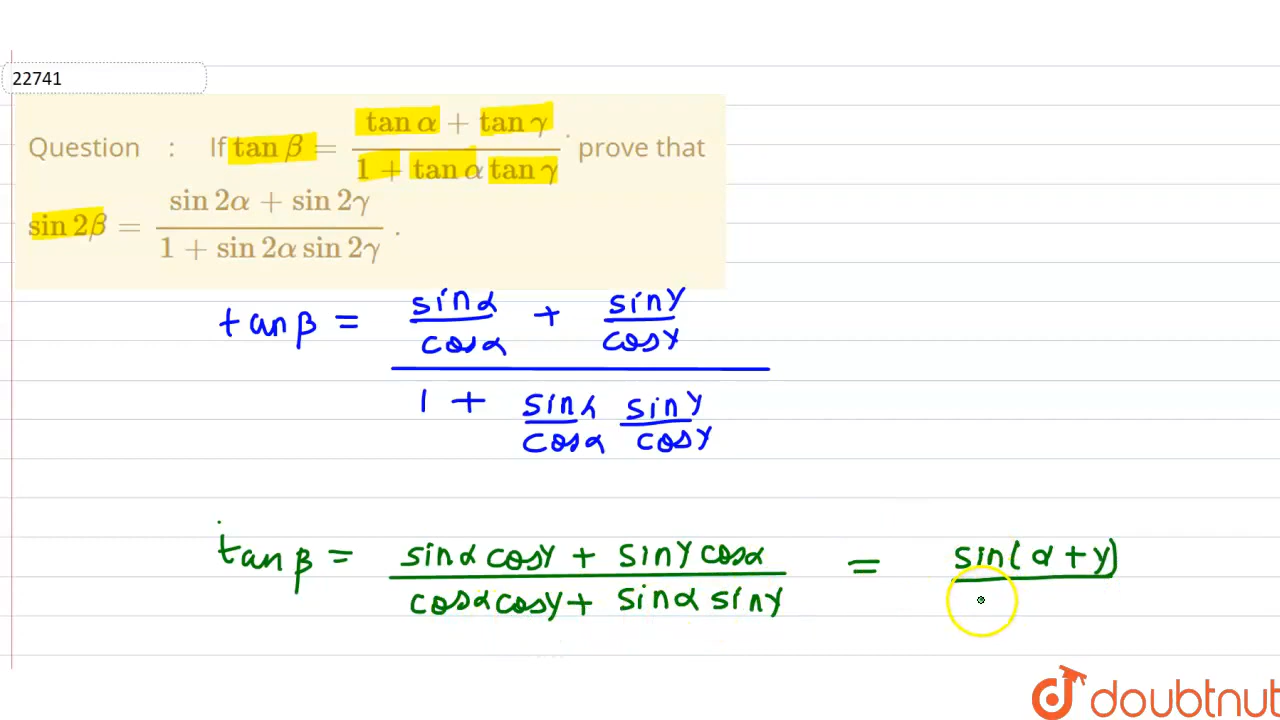 22741
Question : If tan β = (tan α + tan γ)/(1 + tan α tan γ) . prove that
sin 2β = (sin 2α + sin 2γ)/(1 + sin 2α sin 2γ) .
tan β = (sin α/cos α + sin γ/cos γ)/(1 + sin α/cos α sin γ/cos γ)
tan β = (sin α cos γ + sin γ cos α)/(cos α cos γ + sin α sin γ) = sin(α + γ)
doubtnut